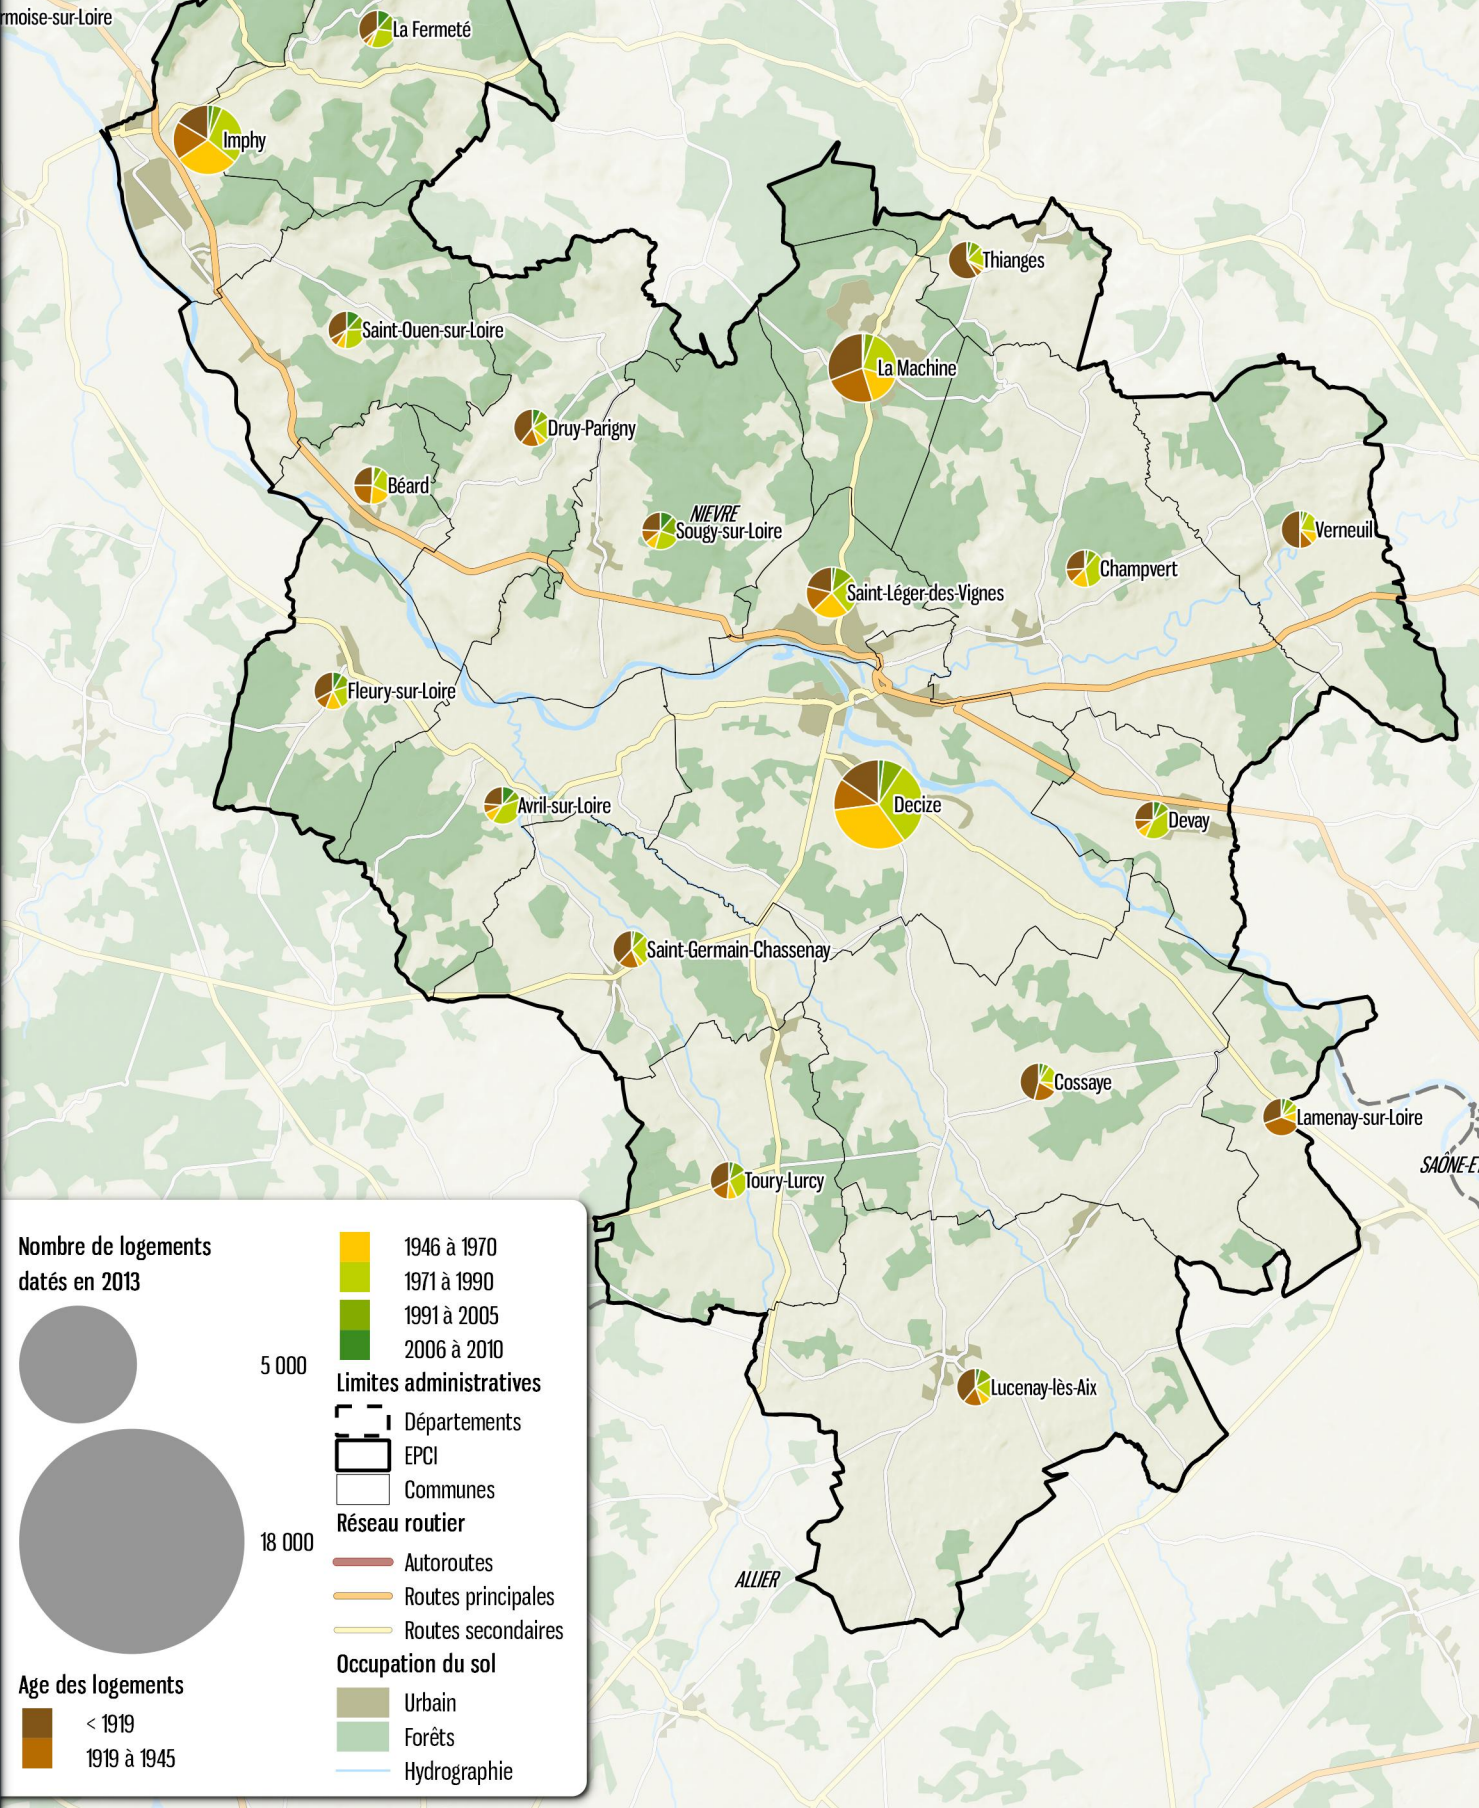 rmoise-sur-Loire
La Fermeté
Imphy
Thianges
Saint-Ouen-sur-Loire
La Machine
Druy-Parigny
Béard
NIEVRE
Sougy-sur-Loire
Verneuil
Champvert
Saint-Léger-des-Vignes
Fleury-sur-Loire
Avril-sur-Loire
Decize
Devay
Saint-Germain-Chassenay
Cossaye
Lamenay-sur-Loire
SAÔNE-E
Toury-Lurcy
Lucenay-lès-Aix
ALLIER
Nombre de logements
datés en 2013
5 000
18 000
Age des logements
< 1919
1919 à 1945
1946 à 1970
1971 à 1990
1991 à 2005
2006 à 2010
Limites administratives
Départements
EPCI
Communes
Réseau routier
Autoroutes
Routes principales
Routes secondaires
Occupation du sol
Urbain
Forêts
Hydrographie